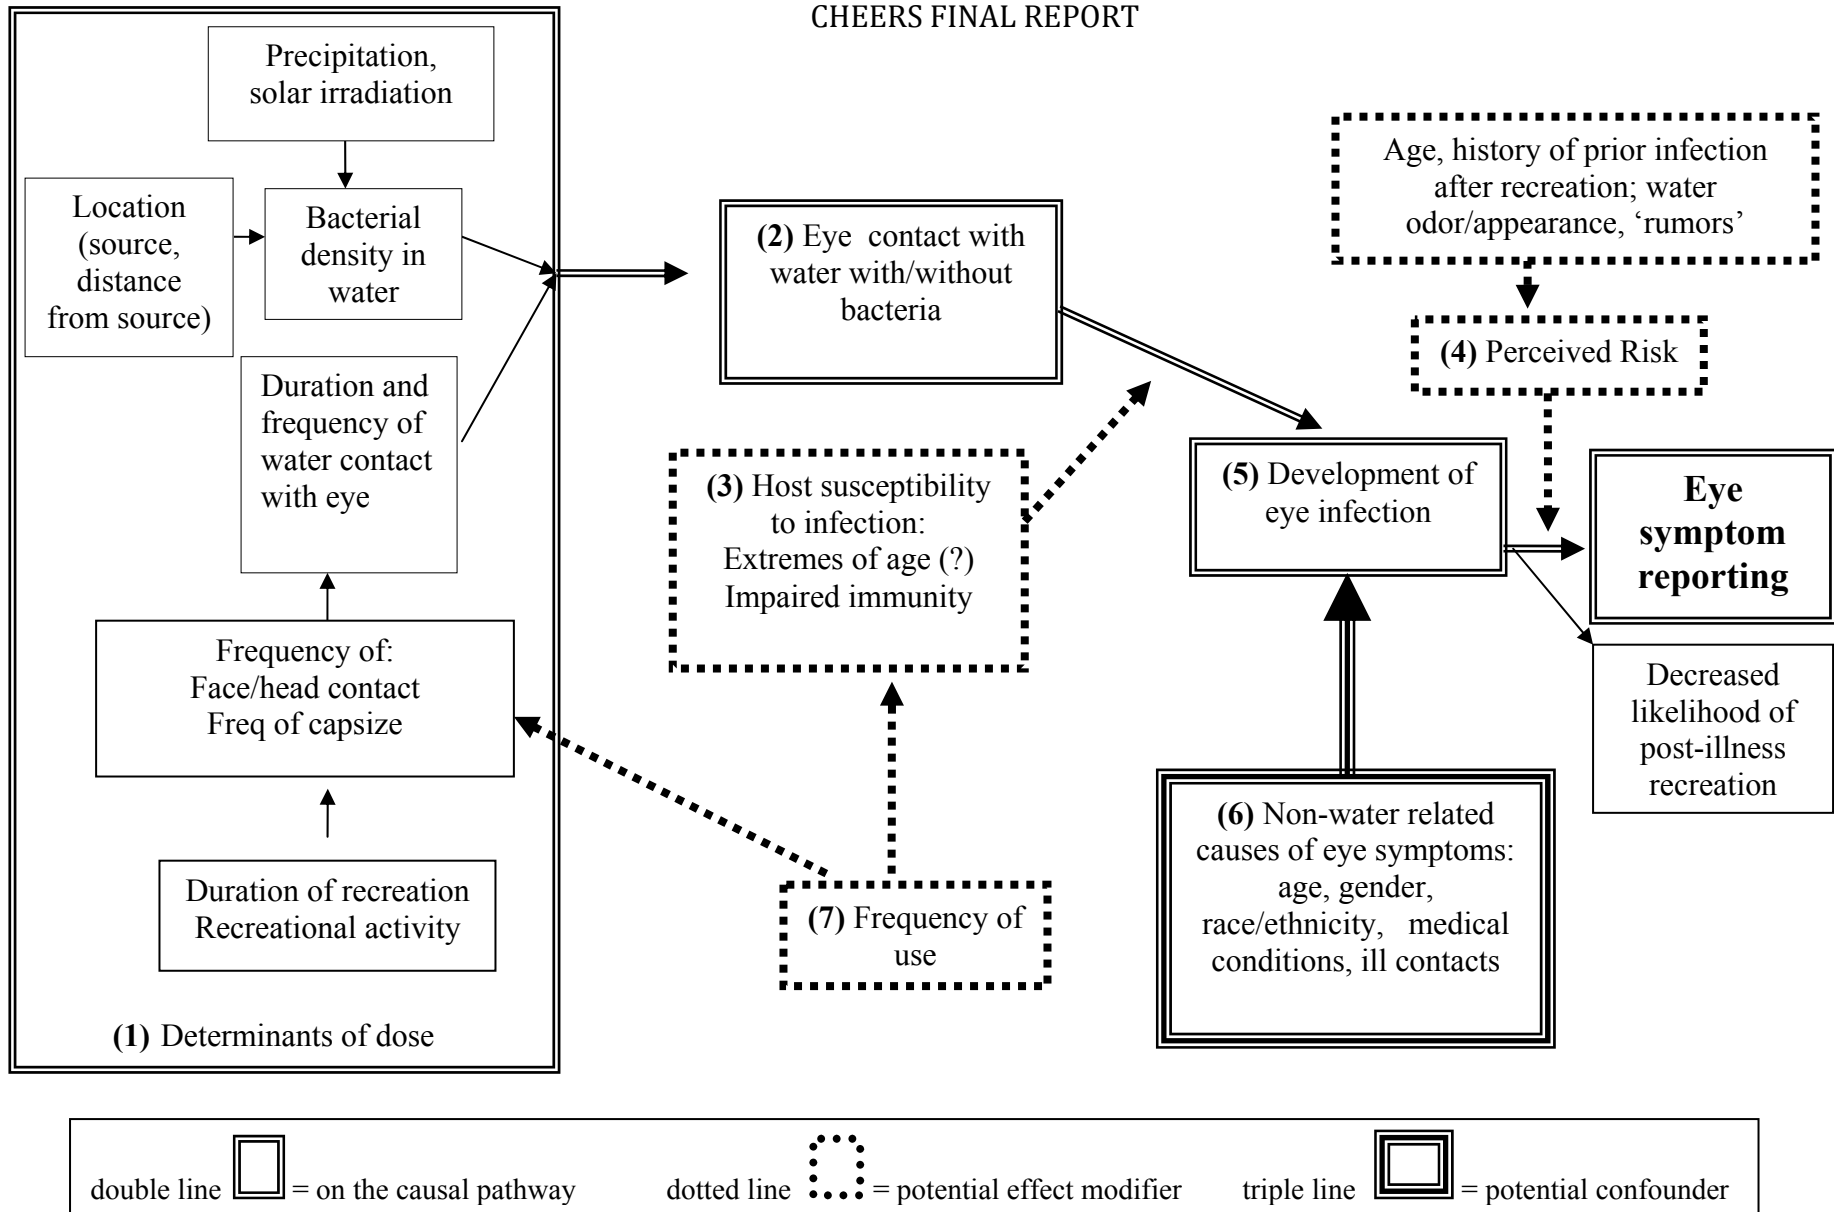 CHEERS FINAL REPORT
Precipitation,
solar irradiation
Location
(source,
distance
from source)
Bacterial
density in
water
Duration and
frequency of
water contact
with eye
Frequency of:
Face/head contact
Freq of capsize
Duration of recreation
Recreational activity
(1) Determinants of dose
(2) Eye contact with
water with/without
bacteria
(3) Host susceptibility
to infection:
Extremes of age (?)
Impaired immunity
(7) Frequency of
use
Age, history of prior infection
after recreation; water
odor/appearance, ‘rumors’
(4) Perceived Risk
(5) Development of
eye infection
Eye
symptom
reporting
Decreased
likelihood of
post-illness
recreation
(6) Non-water related
causes of eye symptoms:
age, gender,
race/ethnicity, medical
conditions, ill contacts
double line = on the causal pathway
dotted line = potential effect modifier
triple line = potential confounder